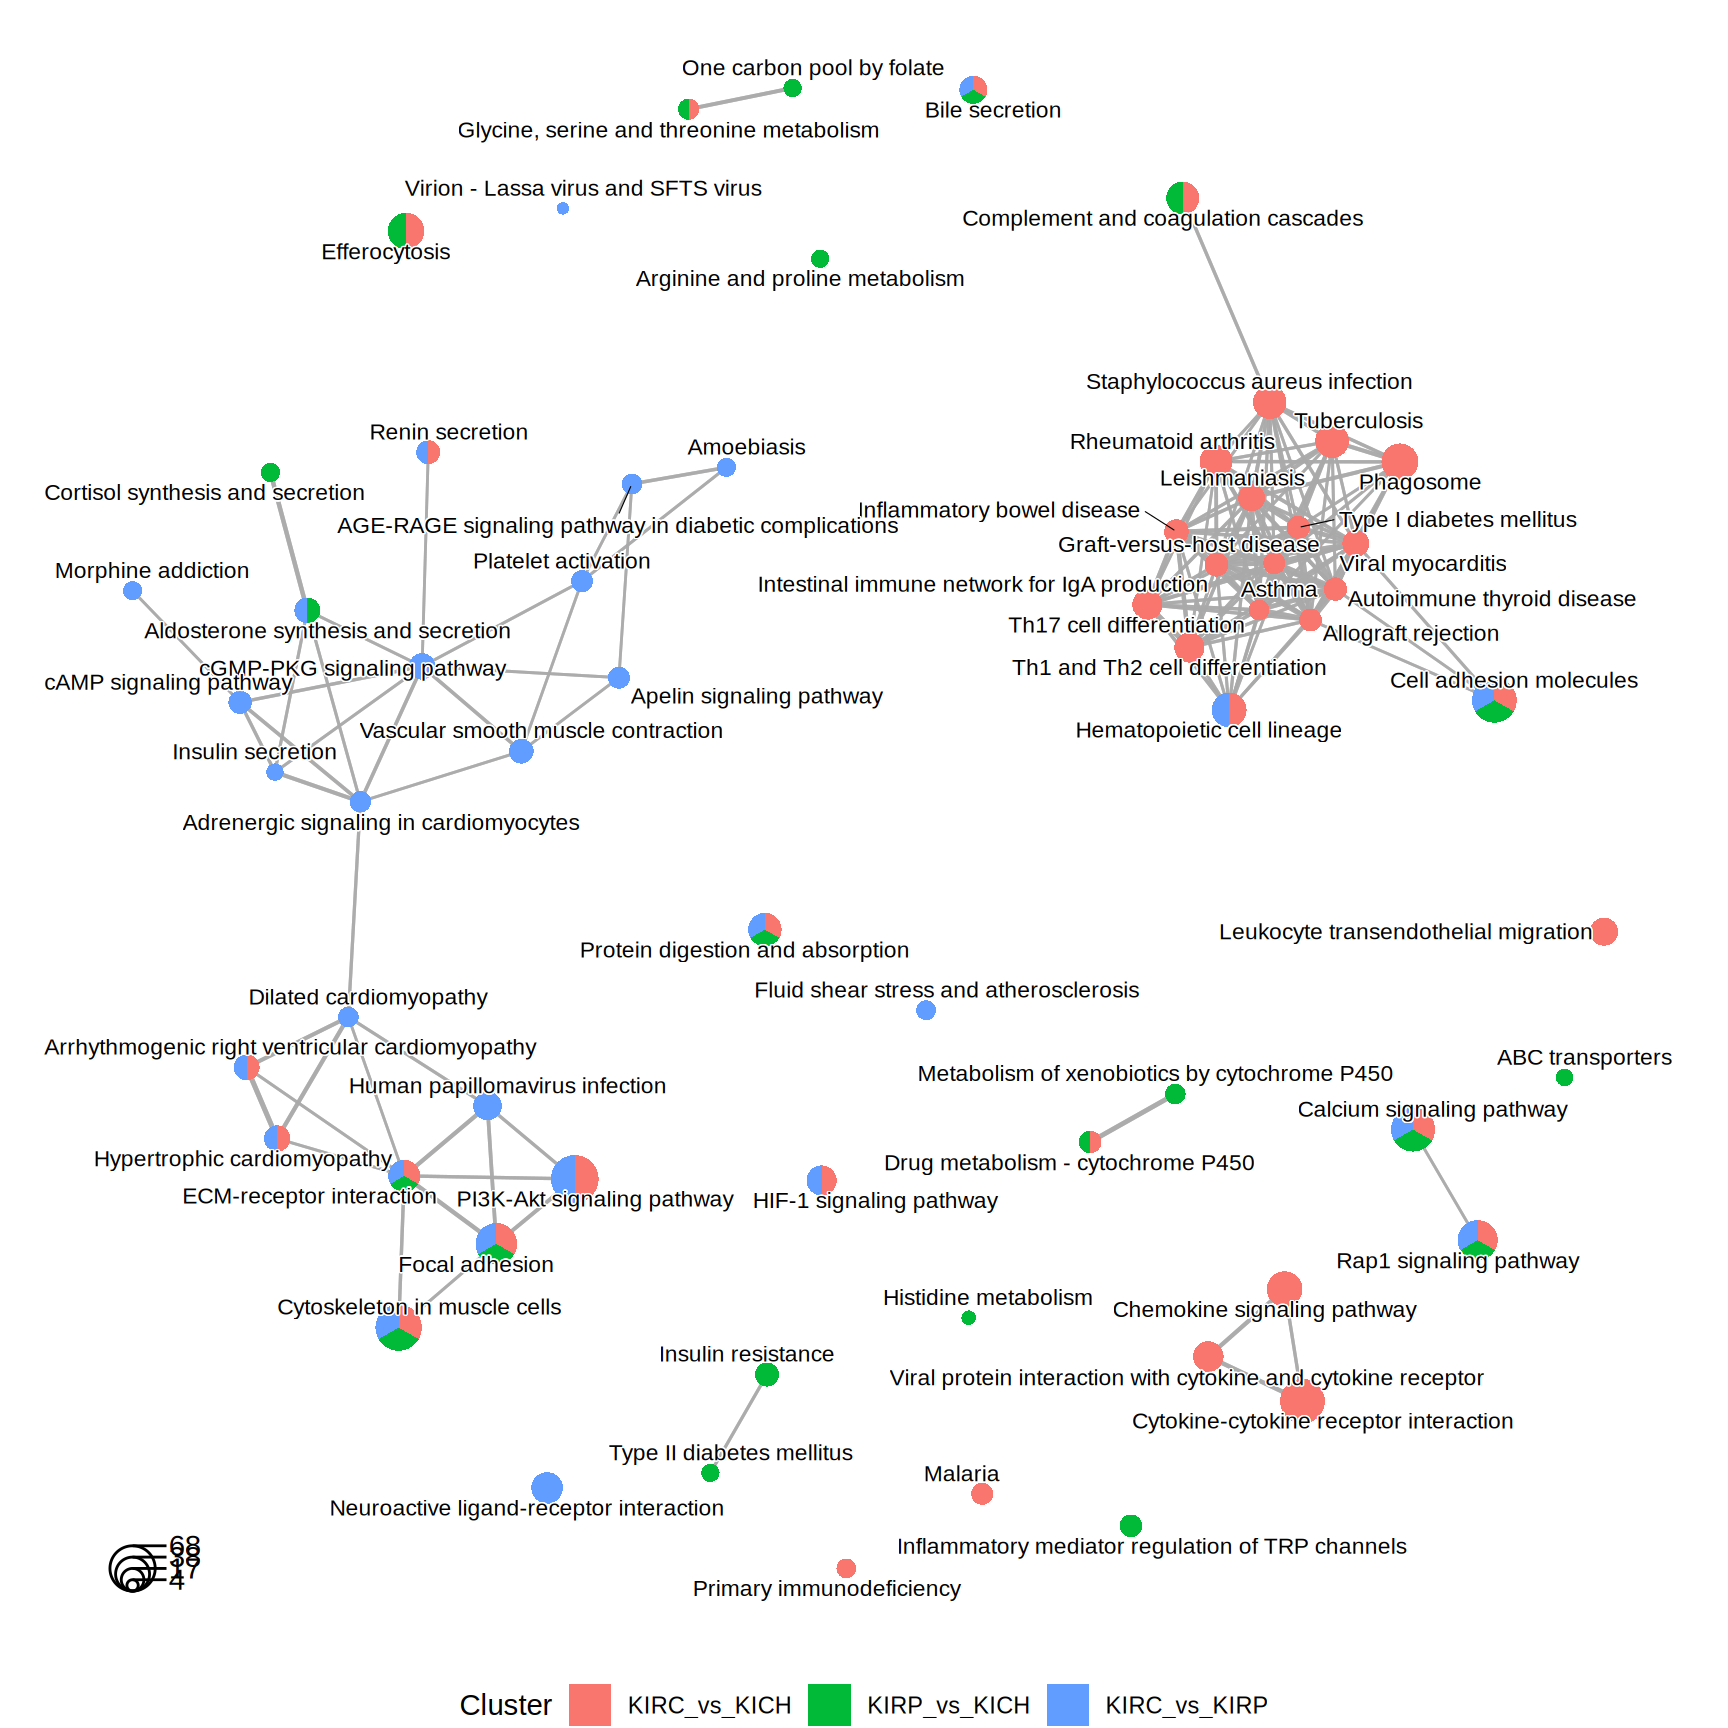 One carbon pool by folate
Bile secretion
Glycine, serine and threonine metabolism
Virion - Lassa virus and SFTS virus
Complement and coagulation cascades
Efferocytosis
Arginine and proline metabolism
Staphylococcus aureus infection
Tuberculosis
Renin secretion
Rheumatoid arthritis
Amoebiasis
Leishmaniasis
Phagosome
Cortisol synthesis and secretion
Inflammatory bowel disease
Type I diabetes mellitus
AGE-RAGE signaling pathway in diabetic complications
Graft-versus-host disease
Platelet activation
Viral myocarditis
Morphine addiction
Intestinal immune network for IgA production
Asthma
Autoimmune thyroid disease
Th17 cell differentiation
Aldosterone synthesis and secretion
Allograft rejection
cGMP-PKG signaling pathway
Th1 and Th2 cell differentiation
cAMP signaling pathway
Cell adhesion molecules
Apelin signaling pathway
Vascular smooth muscle contraction
Hematopoietic cell lineage
Insulin secretion
Adrenergic signaling in cardiomyocytes
Leukocyte transendothelial migration
Protein digestion and absorption
Fluid shear stress and atherosclerosis
Dilated cardiomyopathy
Arrhythmogenic right ventricular cardiomyopathy
ABC transporters
Metabolism of xenobiotics by cytochrome P450
Human papillomavirus infection
Calcium signaling pathway
Hypertrophic cardiomyopathy
Drug metabolism - cytochrome P450
ECM-receptor interaction
PI3K-Akt signaling pathway
HIF-1 signaling pathway
Rap1 signaling pathway
Focal adhesion
Histidine metabolism
Cytoskeleton in muscle cells
Chemokine signaling pathway
Insulin resistance
Viral protein interaction with cytokine and cytokine receptor
Cytokine-cytokine receptor interaction
Type II diabetes mellitus
Malaria
Neuroactive ligand-receptor interaction
Inflammatory mediator regulation of TRP channels
68
38
17
4
Primary immunodeficiency
Cluster KIRC_vs_KICH KIRP_vs_KICH KIRC_vs_KIRP